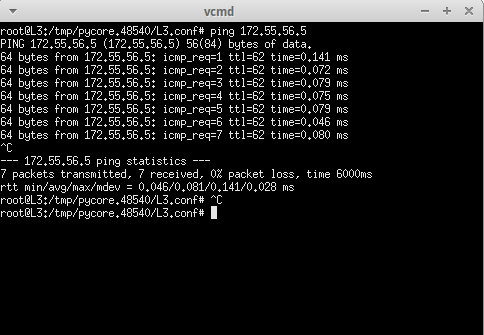 vcmd
root@L3:/tmp/pycore.48540/L3.conf# ping 172.55.56.5
PING 172.55.56.5 (172.55.56.5) 56(84) bytes of data.
64 bytes from 172.55.56.5: icmp_req=1 ttl=62 time=0.141 ms
64 bytes from 172.55.56.5: icmp_req=2 ttl=62 time=0.072 ms
64 bytes from 172.55.56.5: icmp_req=3 ttl=62 time=0.079 ms
64 bytes from 172.55.56.5: icmp_req=4 ttl=62 time=0.075 ms
64 bytes from 172.55.56.5: icmp_req=5 ttl=62 time=0.079 ms
64 bytes from 172.55.56.5: icmp_req=6 ttl=62 time=0.046 ms
64 bytes from 172.55.56.5: icmp_req=7 ttl=62 time=0.080 ms
^C
--- 172.55.56.5 ping statistics ---
7 packets transmitted, 7 received, 0% packet loss, time 6000ms
rtt min/avg/max/mdev = 0.046/0.081/0.141/0.028 ms
root@L3:/tmp/pycore.48540/L3.conf# ^C
root@L3:/tmp/pycore.48540/L3.conf#